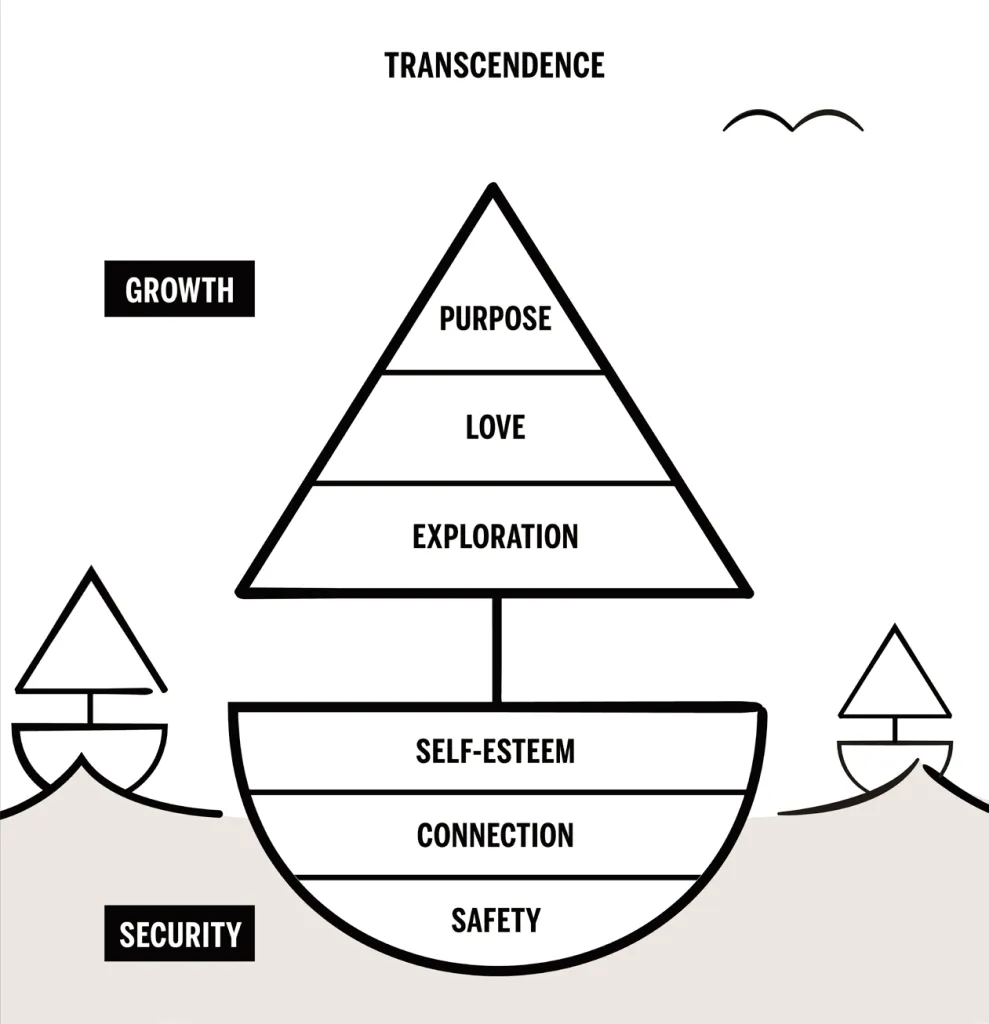 TRANSCENDENCE
GROWTH
PURPOSE
LOVE
EXPLORATION
SELF-ESTEEM
CONNECTION
SAFETY
SECURITY